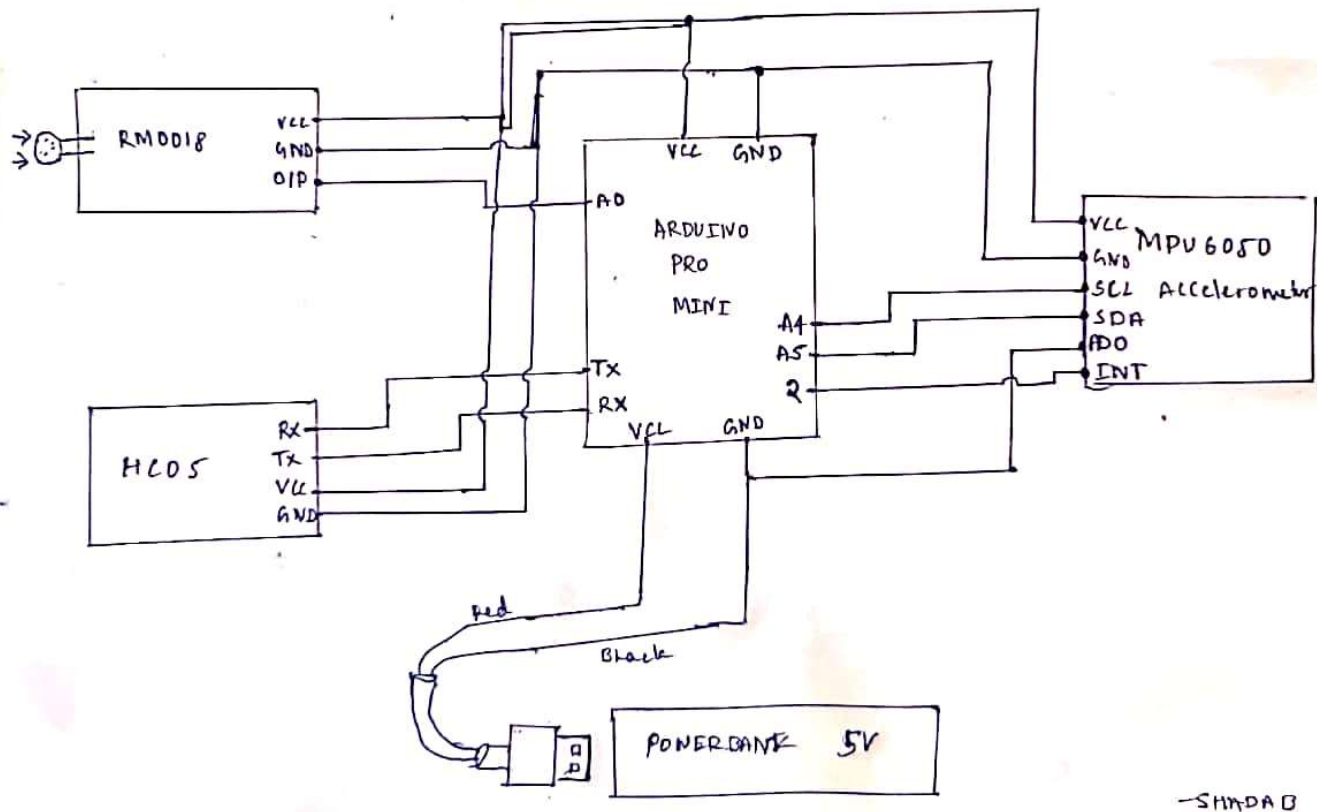 RM0018
VCC
GND
O/P
VCC GND
A0
ARDUINO
PRO
MINI
A4
A5
2
TX
RX
VCC GND
VCC
GND
SCL
SDA
AD0
INT
MPU6050
Accelerometer
HC05
RX
TX
VCC
GND
Red
Black
POWERBANK 5V
-SHADAB